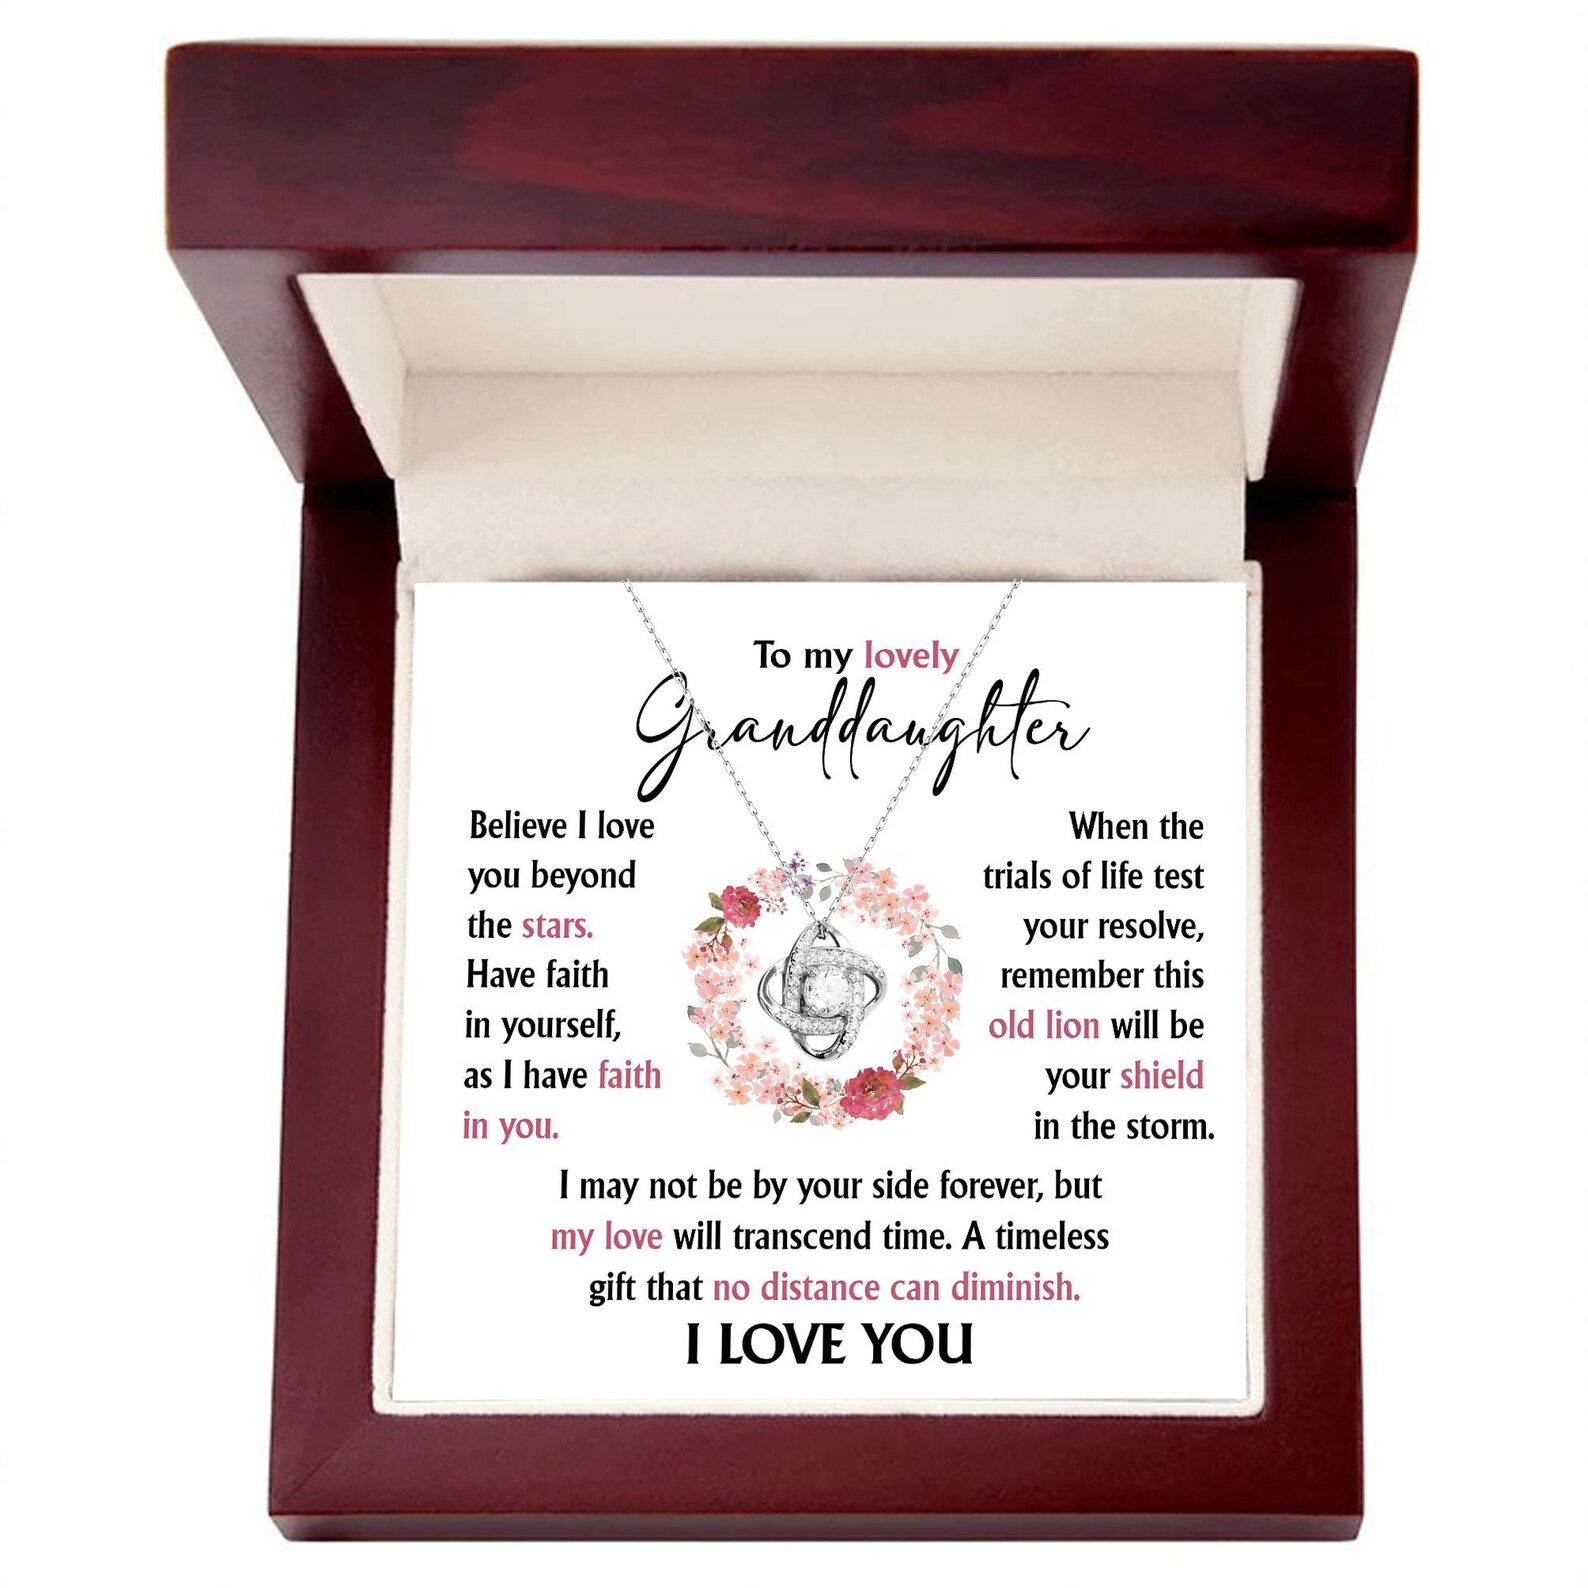 To my lovely
Granddaughter
Believe I love
you beyond
the stars.
Have faith
in yourself,
as I have faith
in you.
When the
trials of life test
your resolve,
remember this
old lion will be
your shield
in the storm.
I may not be by your side forever, but
my love will transcend time. A timeless
gift that no distance can diminish.
I LOVE YOU